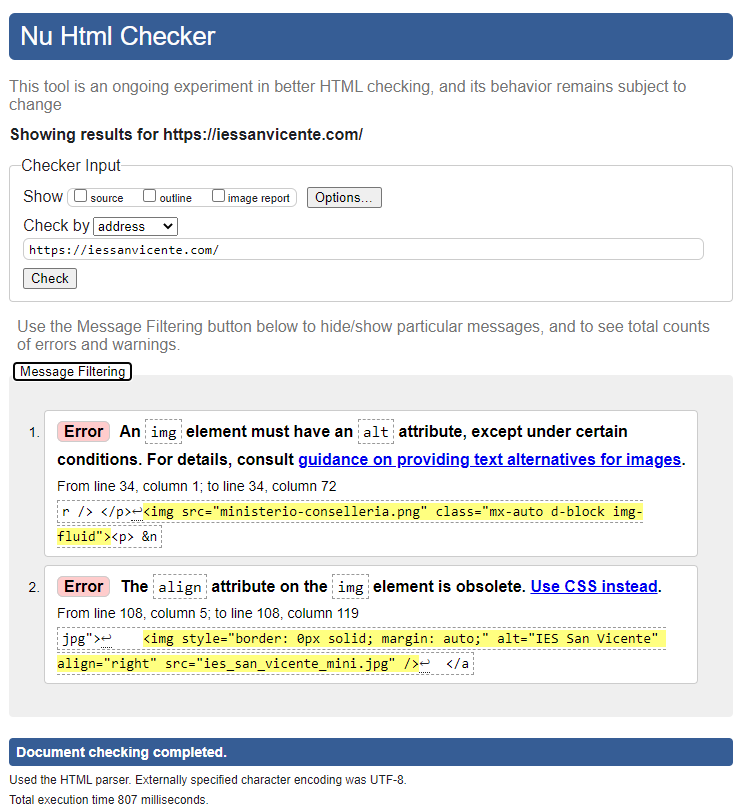 Nu Html Checker
This tool is an ongoing experiment in better HTML checking, and its behavior remains subject to
change
Showing results for https://iessanvicente.com/
Checker Input
Show source outline image report Options...
Check by address
https://iessanvicente.com/
Check
Use the Message Filtering button below to hide/show particular messages, and to see total counts
of errors and warnings.
Message Filtering
1. Error An img element must have an alt attribute, except under certain
conditions. For details, consult guidance on providing text alternatives for images.
From line 34, column 1; to line 34, column 72
r /> </p>↩<img src="ministerio-conselleria.png" class="mx-auto d-block img-
fluid"><p> &n
2. Error The align attribute on the img element is obsolete. Use CSS instead.
From line 108, column 5; to line 108, column 119
jpg">↩ <img style="border: 0px solid; margin: auto;" alt="IES San Vicente"
align="right" src="ies_san_vicente_mini.jpg" />↩ </a
Document checking completed.
Used the HTML parser. Externally specified character encoding was UTF-8.
Total execution time 807 milliseconds.